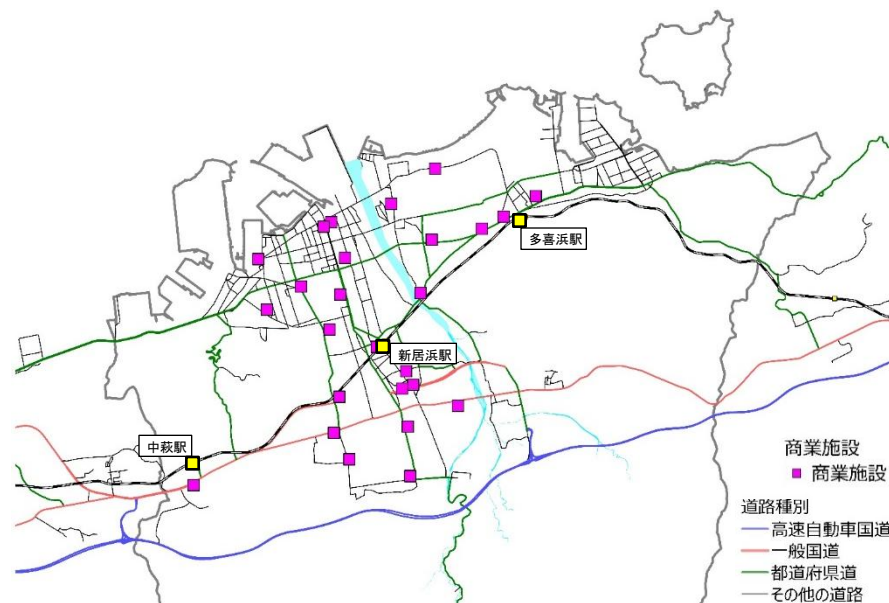 多喜浜駅
新居浜駅
中萩駅
商業施設
商業施設
道路種別
高速自動車国道
一般国道
都道府県道
その他の道路